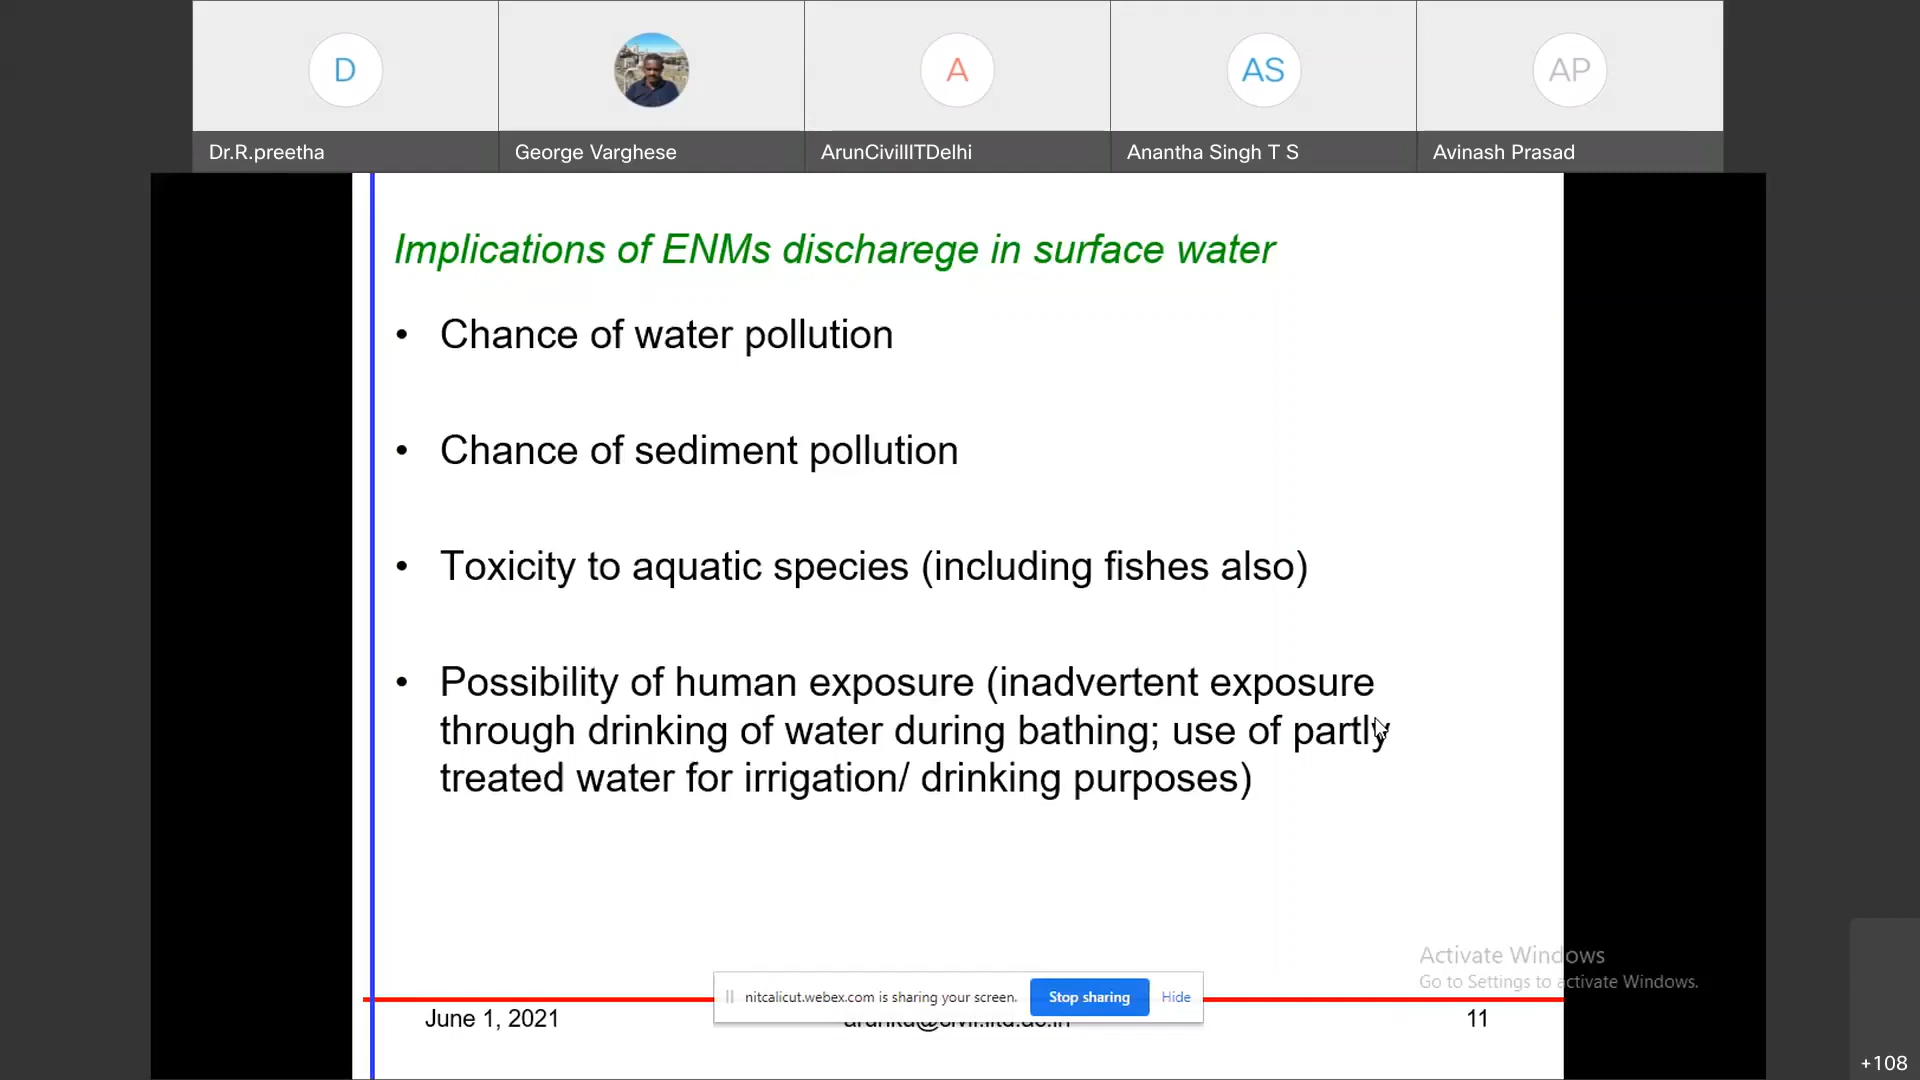 D
A
AS
AP
Dr.R.preetha
George Varghese
ArunCivilIITDelhi
Anantha Singh T S
Avinash Prasad
Implications of ENMs discharege in surface water
• Chance of water pollution
• Chance of sediment pollution
• Toxicity to aquatic species (including fishes also)
• Possibility of human exposure (inadvertent exposure
through drinking of water during bathing; use of partly
treated water for irrigation/ drinking purposes)
Activate Windows
Go to Settings to activate Windows.
nitcalicut.webex.com is sharing your screen.
Stop sharing
Hide
June 1, 2021
11
+108